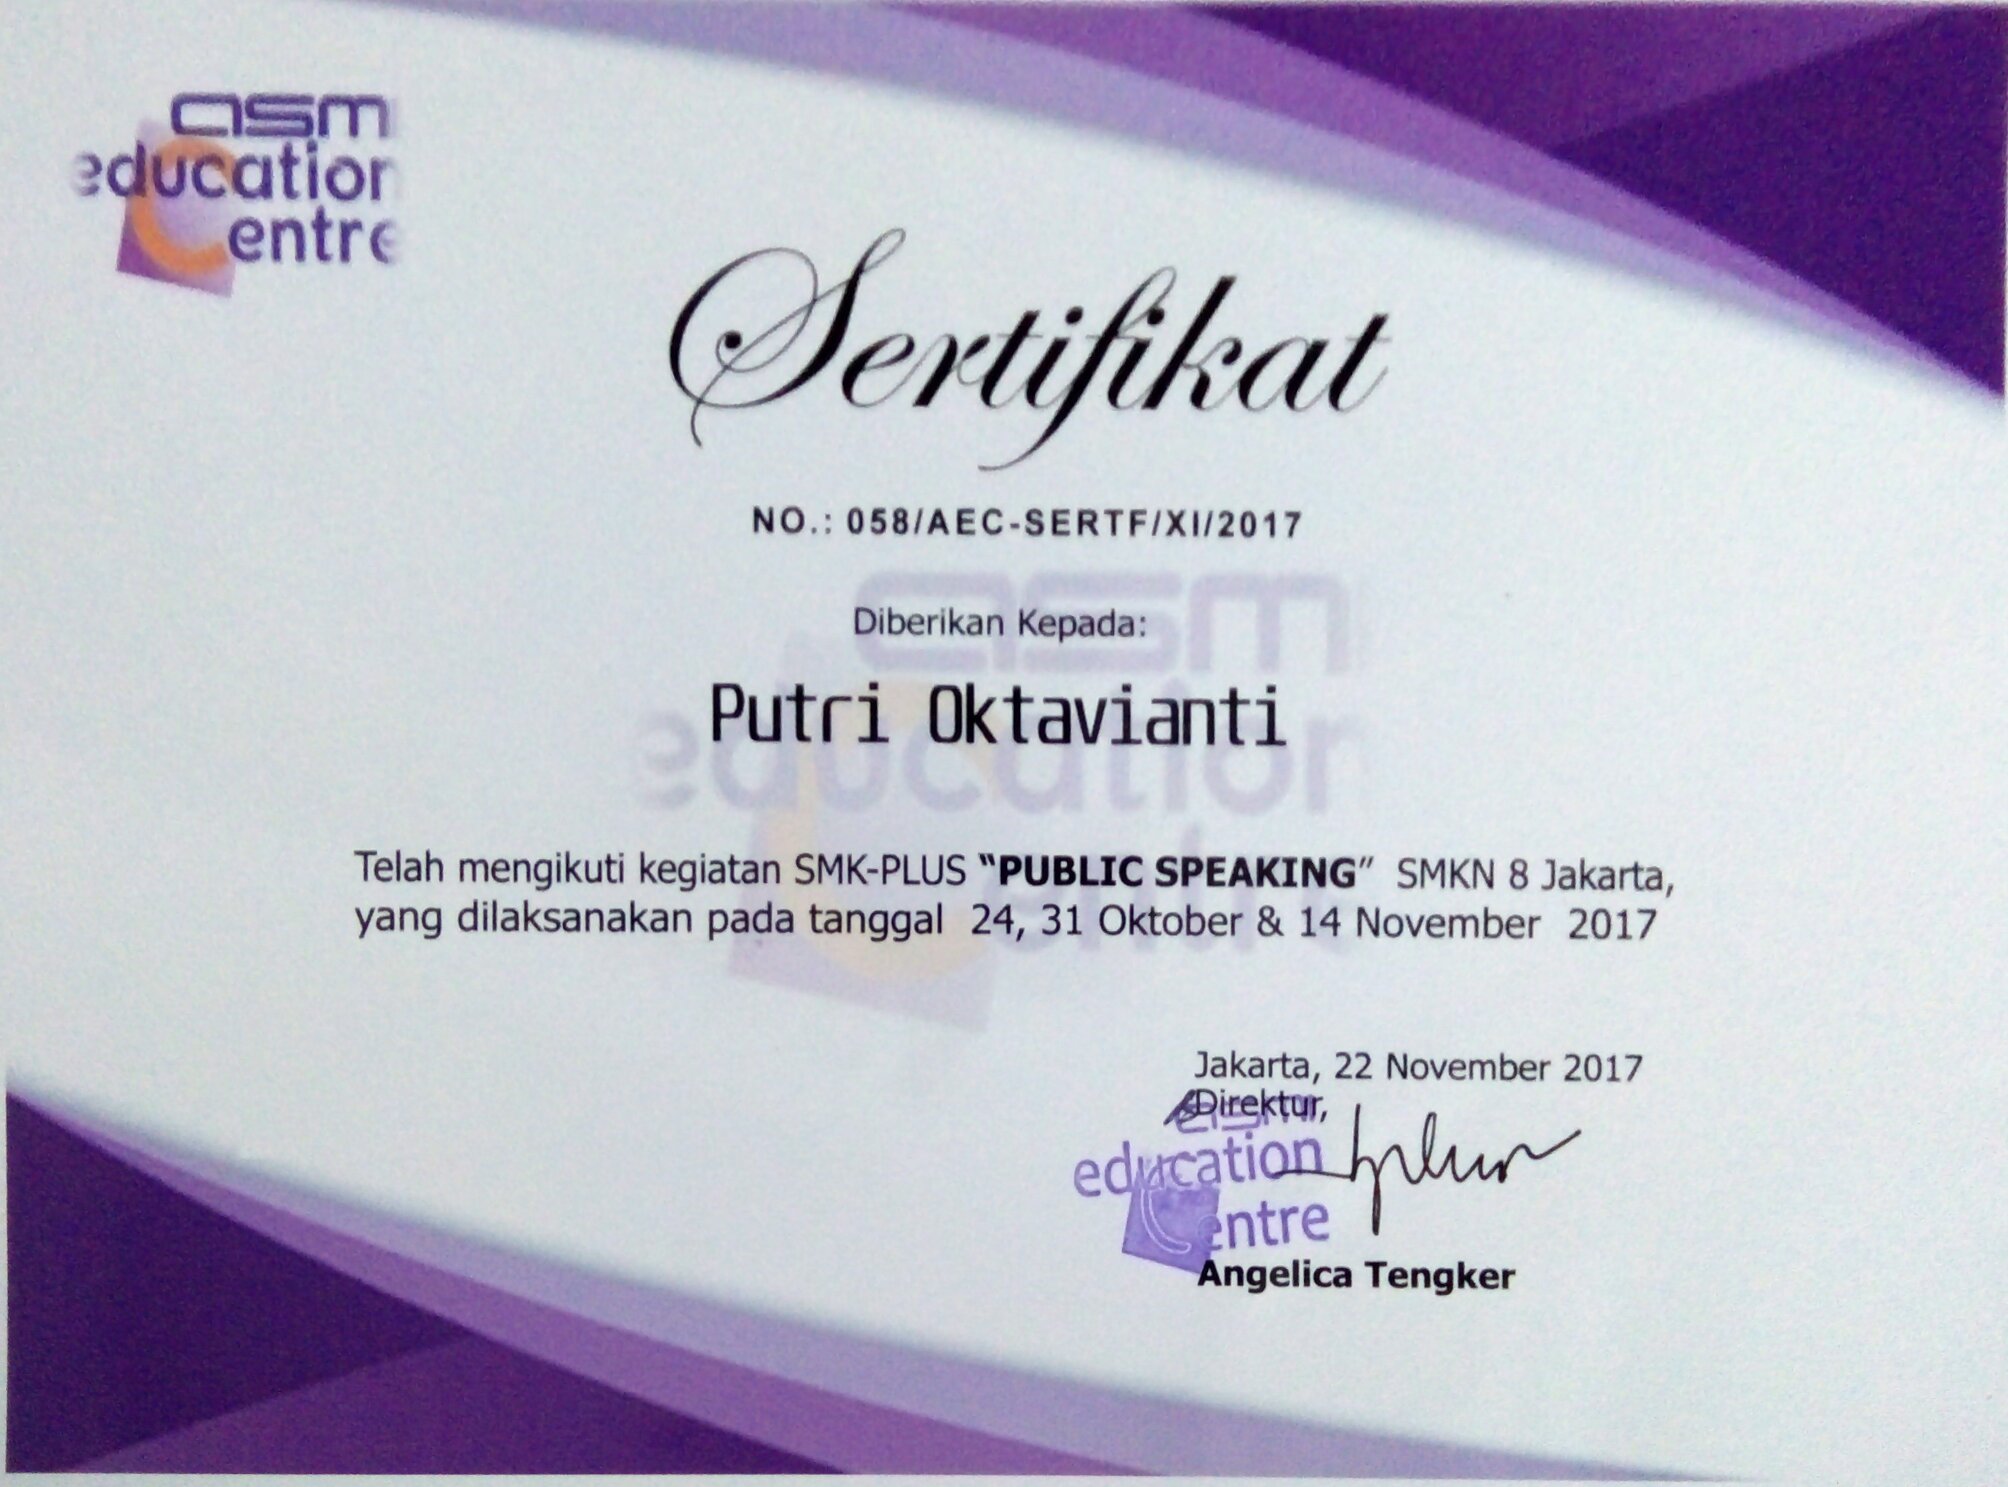 asm
education
Centre
Sertifikat
NO.: 058/AEC-SERTF/XI/2017
Diberikan Kepada:
Putri Oktavianti
Telah mengikuti kegiatan SMK-PLUS “PUBLIC SPEAKING” SMKN 8 Jakarta,
yang dilaksanakan pada tanggal 24, 31 Oktober & 14 November 2017
Jakarta, 22 November 2017
Direktur,
asm
education
Centre
Angelica Tengker